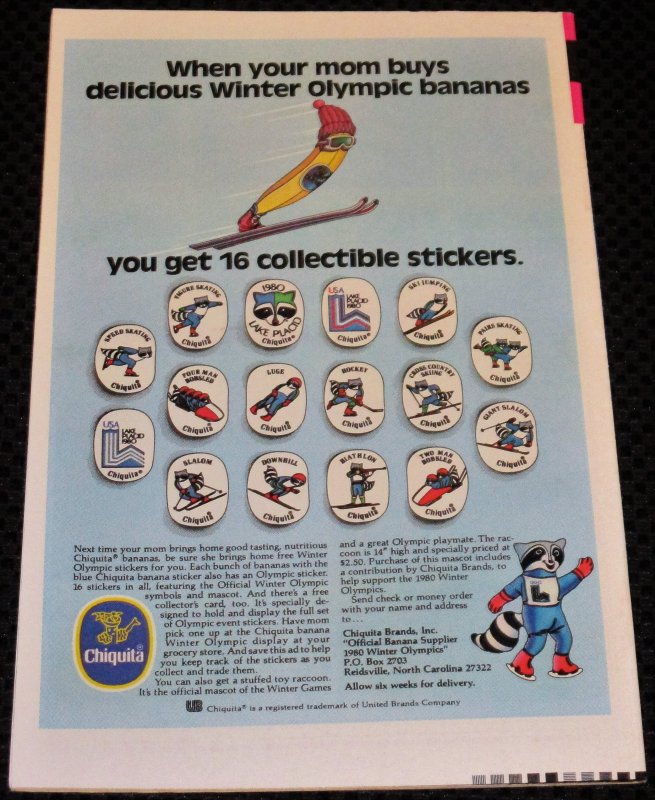 When your mom buys
delicious Winter Olympic bananas
you get 16 collectible stickers.
FIGURE SKATING
Chiquita®
1980
LAKE PLACID
Chiquita®
USA
LAKE
PLACID
1980
Chiquita®
SKI JUMPING
Chiquita®
SPEED SKATING
Chiquita®
PAIRS SKATING
Chiquita®
FOUR MAN
BOBSLED
Chiquita®
LUGE
Chiquita®
HOCKEY
Chiquita®
CROSS COUNTRY
SKIING
Chiquita®
USA
LAKE
PLACID
1980
Chiquita®
GIANT SLALOM
Chiquita®
SLALOM
Chiquita®
DOWNHILL
Chiquita®
BIATHLON
Chiquita®
TWO MAN
BOBSLED
Chiquita®
Next time your mom brings home good tasting, nutritious
Chiquita® bananas, be sure she brings home free Winter
Olympic stickers for you. Each bunch of bananas with the
blue Chiquita banana sticker also has an Olympic sticker.
16 stickers in all, featuring the Official Winter Olympic
symbols and mascot. And there's a free
collector's card, too. It's specially de-
signed to hold and display the full set
of Olympic event stickers. Have mom
pick one up at the Chiquita banana
Winter Olympic display at your
grocery store. And save this ad to help
you keep track of the stickers as you
collect and trade them.
You can also get a stuffed toy raccoon.
It's the official mascot of the Winter Games
Chiquita®
and a great Olympic playmate. The rac-
coon is 14" high and specially priced at
$2.50. Purchase of this mascot includes
a contribution by Chiquita Brands, to
help support the 1980 Winter
Olympics.
Send check or money order
with your name and address
to...
Chiquita Brands, Inc.
"Official Banana Supplier
1980 Winter Olympics"
P.O. Box 2703
Reidsville, North Carolina 27322
Allow six weeks for delivery.
UB Chiquita® is a registered trademark of United Brands Company